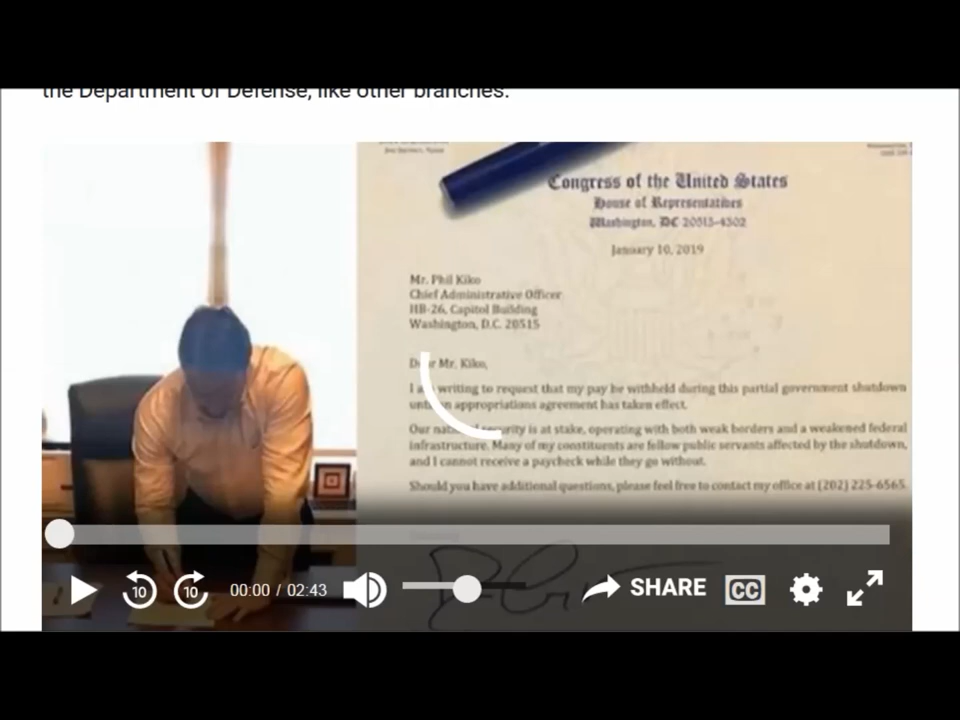 the Department of Defense, like other branches.
Congress of the United States
House of Representatives
Washington, DC 20515-4302
January 10, 2019
Mr. Phil Kiko
Chief Administrative Officer
HB-26, Capitol Building
Washington, D.C. 20515
Dear Mr. Kiko,
I am writing to request that my pay be withheld during this partial government shutdown
until an appropriations agreement has taken effect.
Our national security is at stake, operating with both weak borders and a weakened federal
infrastructure. Many of my constituents are fellow public servants affected by the shutdown,
and I cannot receive a paycheck while they go without.
Should you have additional questions, please feel free to contact my office at (202) 225-6565.
10
10
00:00 / 02:43
SHARE
CC